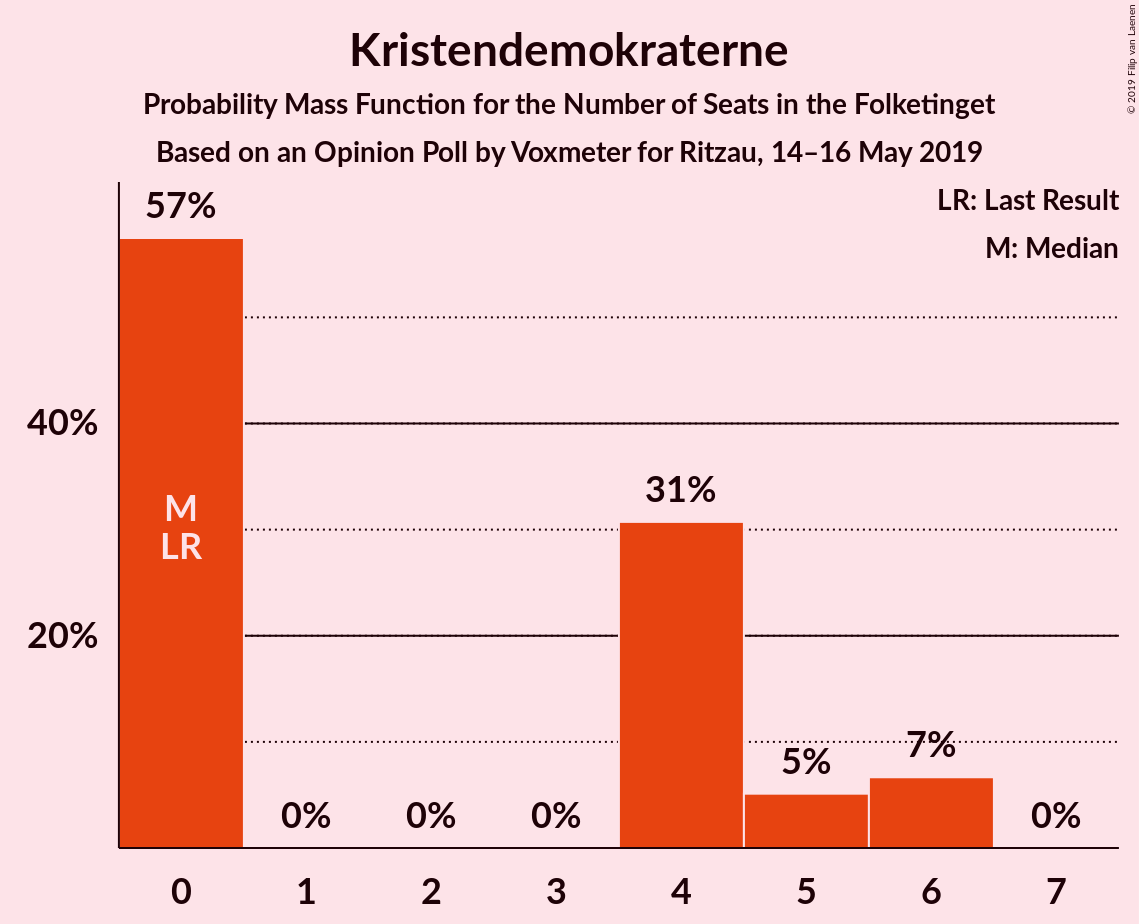 Kristendemokraterne
Probability Mass Function for the Number of Seats in the Folketinget
Based on an Opinion Poll by Voxmeter for Ritzau, 14–16 May 2019
© 2019 Filip van Laenen
LR: Last Result
M: Median
57%
40%
M
LR
31%
20%
7%
5%
0% 0% 0% 0%
0 1 2 3 4 5 6 7